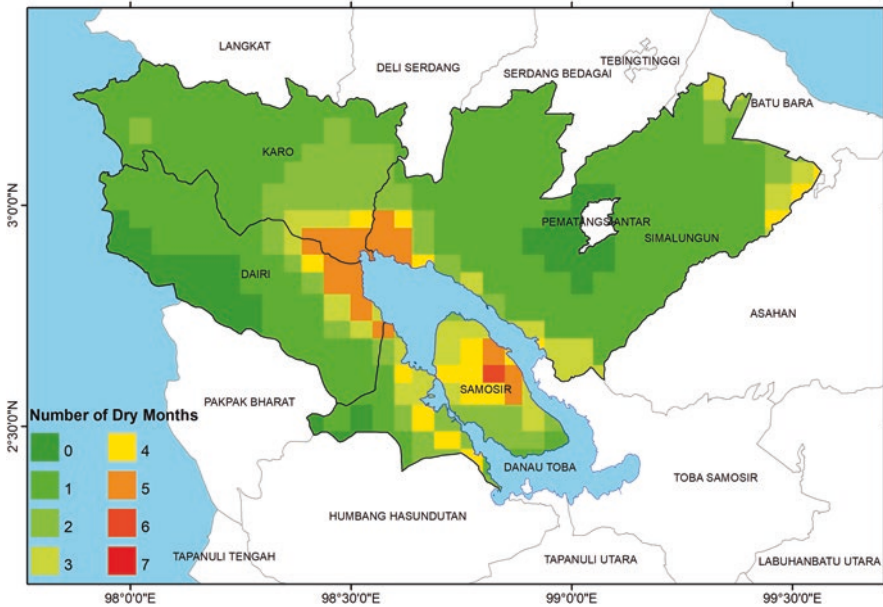 LANGKAT
DELI SERDANG
TEBINGTINGGI
SERDANG BEDAGAI
BATU BARA
KARO
3°0'0"N
PEMATANGSIANTAR
SIMALUNGUN
DAIRI
ASAHAN
PAKPAK BHARAT
SAMOSIR
Number of Dry Months
2°30'0"N
0 4
1 5
2 6
3 7
DANAU TOBA
TOBA SAMOSIR
HUMBANG HASUNDUTAN
TAPANULI TENGAH
TAPANULI UTARA
LABUHANBATU UTARA
98°0'0"E 98°30'0"E 99°0'0"E 99°30'0"E